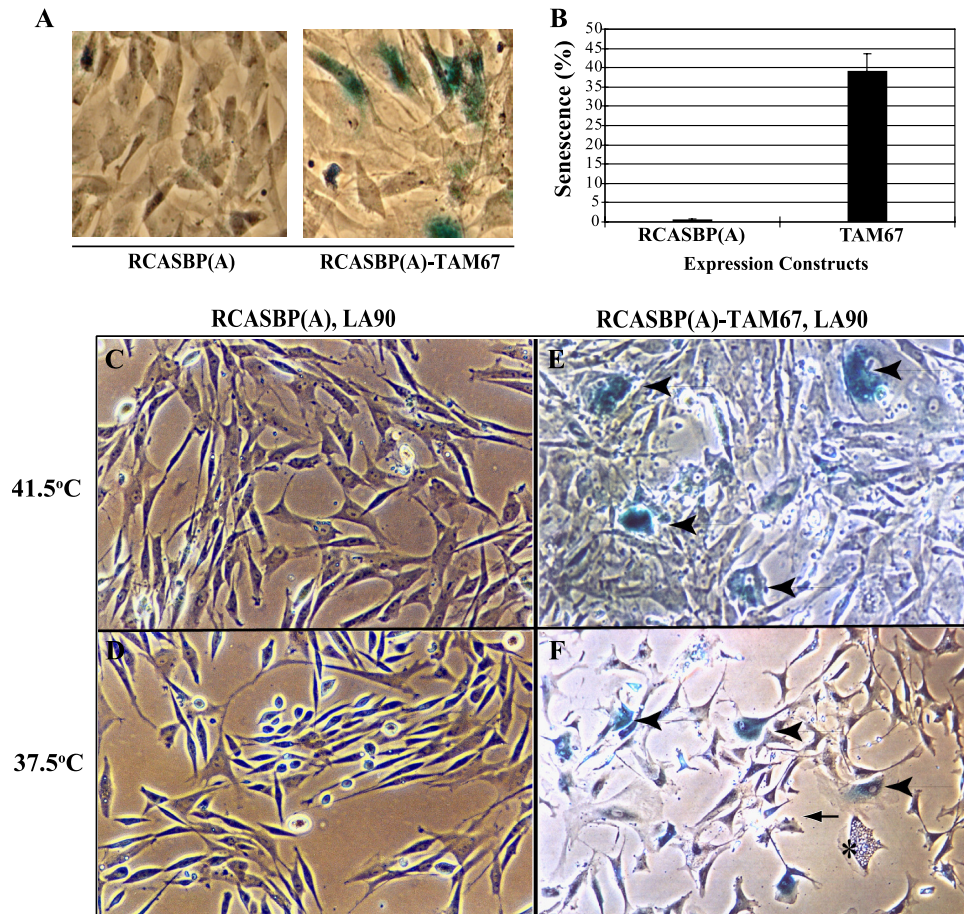 A
RCASBP(A)
RCASBP(A)-TAM67
B
Senescence (%)
50
45
40
35
30
25
20
15
10
5
0
RCASBP(A)
TAM67
Expression Constructs
RCASBP(A), LA90
RCASBP(A)-TAM67, LA90
41.5°C
C
E
37.5°C
D
F
*